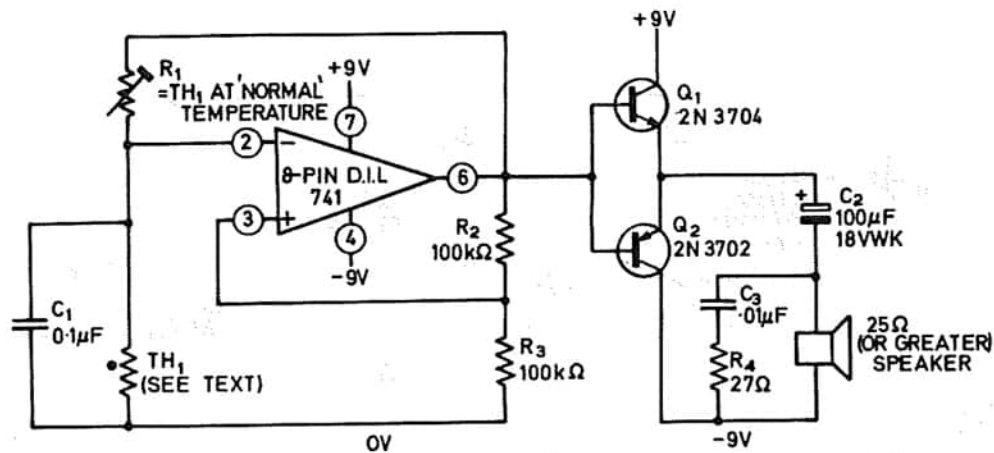 R1
=TH1 AT 'NORMAL'
TEMPERATURE
+9V
7
2
−
8-PIN D.I.L
741
6
3
+
4
-9V
R2
100kΩ
R3
100kΩ
C1
0.1µF
TH1
(SEE TEXT)
0V
+9V
Q1
2N 3704
Q2
2N 3702
+
C2
100µF
18VWK
C3
.01µF
R4
27Ω
25Ω
(OR GREATER)
SPEAKER
-9V